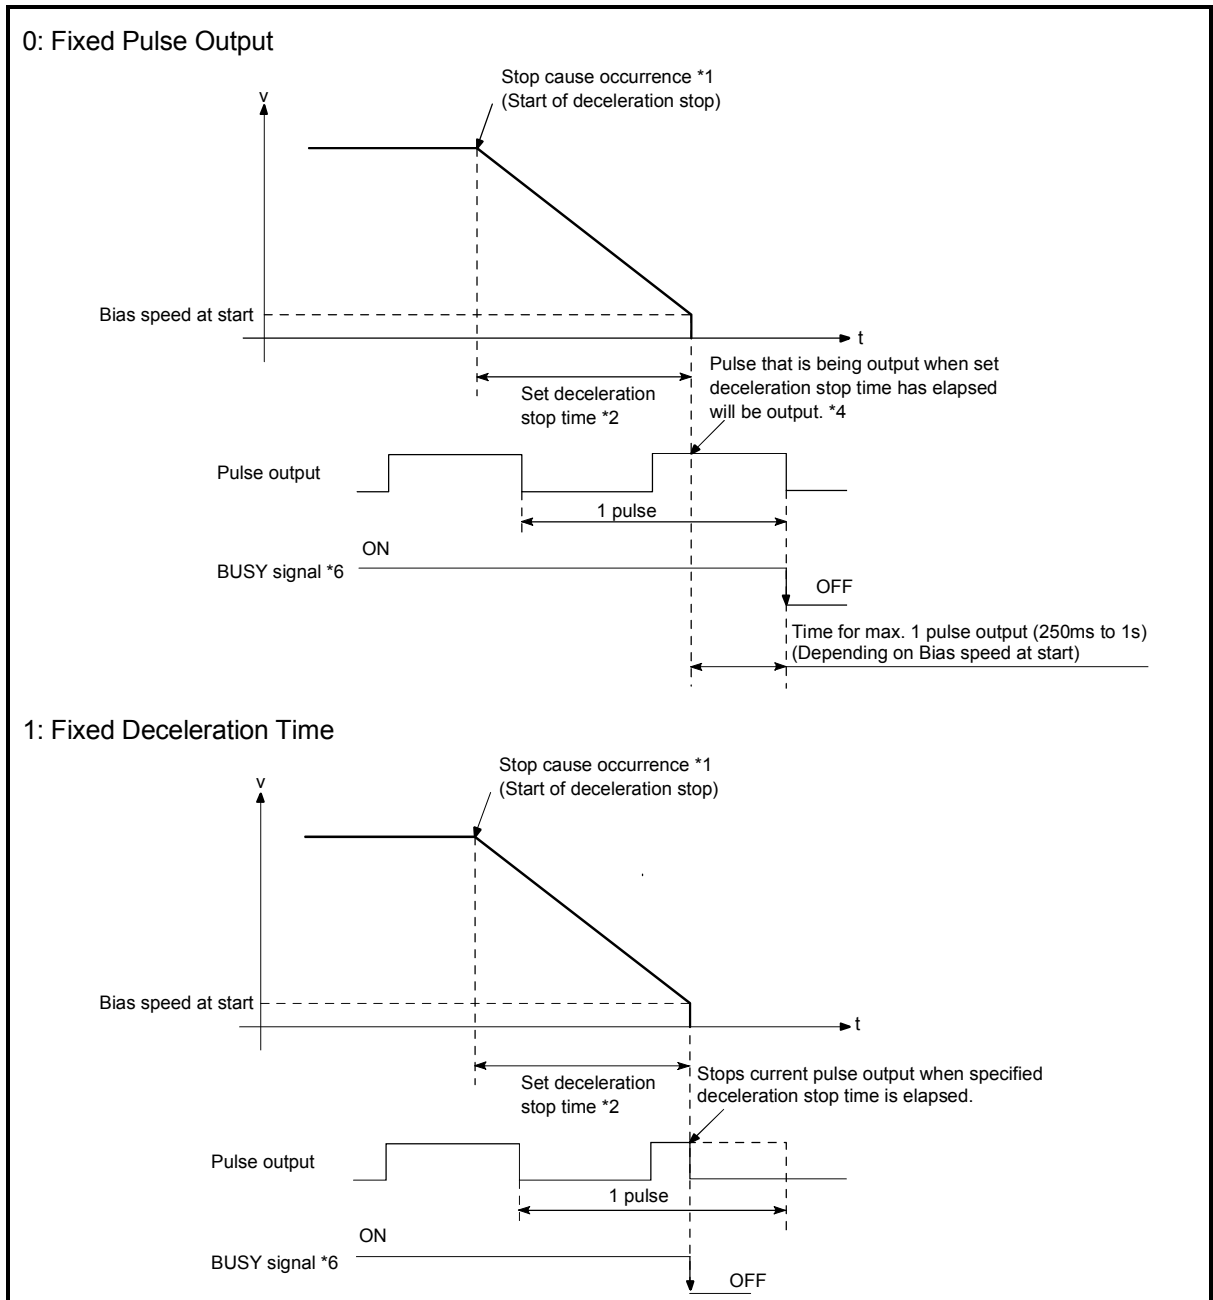 0: Fixed Pulse Output
Stop cause occurrence *1
(Start of deceleration stop)
v
Bias speed at start
t
Pulse that is being output when set
deceleration stop time has elapsed
will be output. *4
Set deceleration
stop time *2
Pulse output
1 pulse
ON
BUSY signal *6
OFF
Time for max. 1 pulse output (250ms to 1s)
(Depending on Bias speed at start)
1: Fixed Deceleration Time
Stop cause occurrence *1
(Start of deceleration stop)
v
Bias speed at start
t
Set deceleration
stop time *2
Stops current pulse output when specified
deceleration stop time is elapsed.
Pulse output
1 pulse
ON
BUSY signal *6
OFF